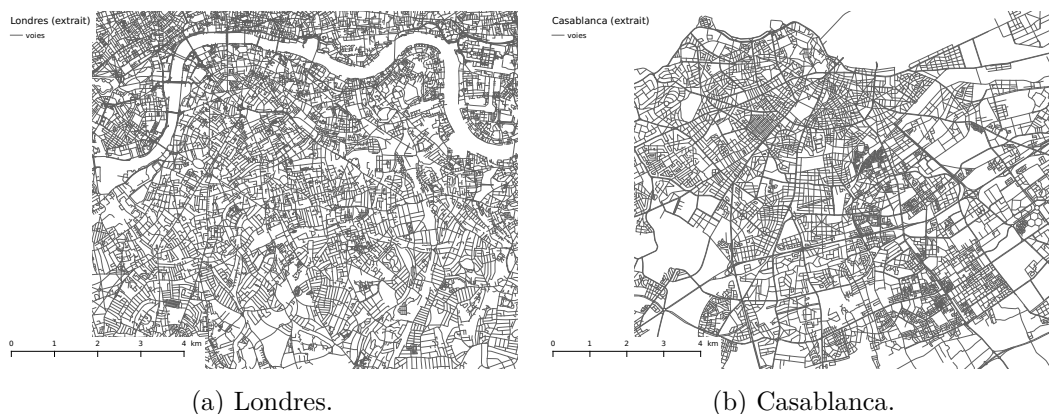 Londres (extrait)
voies
0 1 2 3 4 km
(a) Londres.
Casablanca (extrait)
voies
0 1 2 3 4 km
(b) Casablanca.